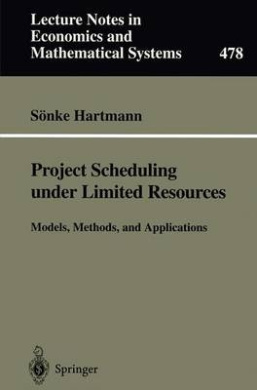 Lecture Notes in
Economics and
Mathematical Systems 478
Sönke Hartmann
Project Scheduling
under Limited Resources
Models, Methods, and Applications
Springer